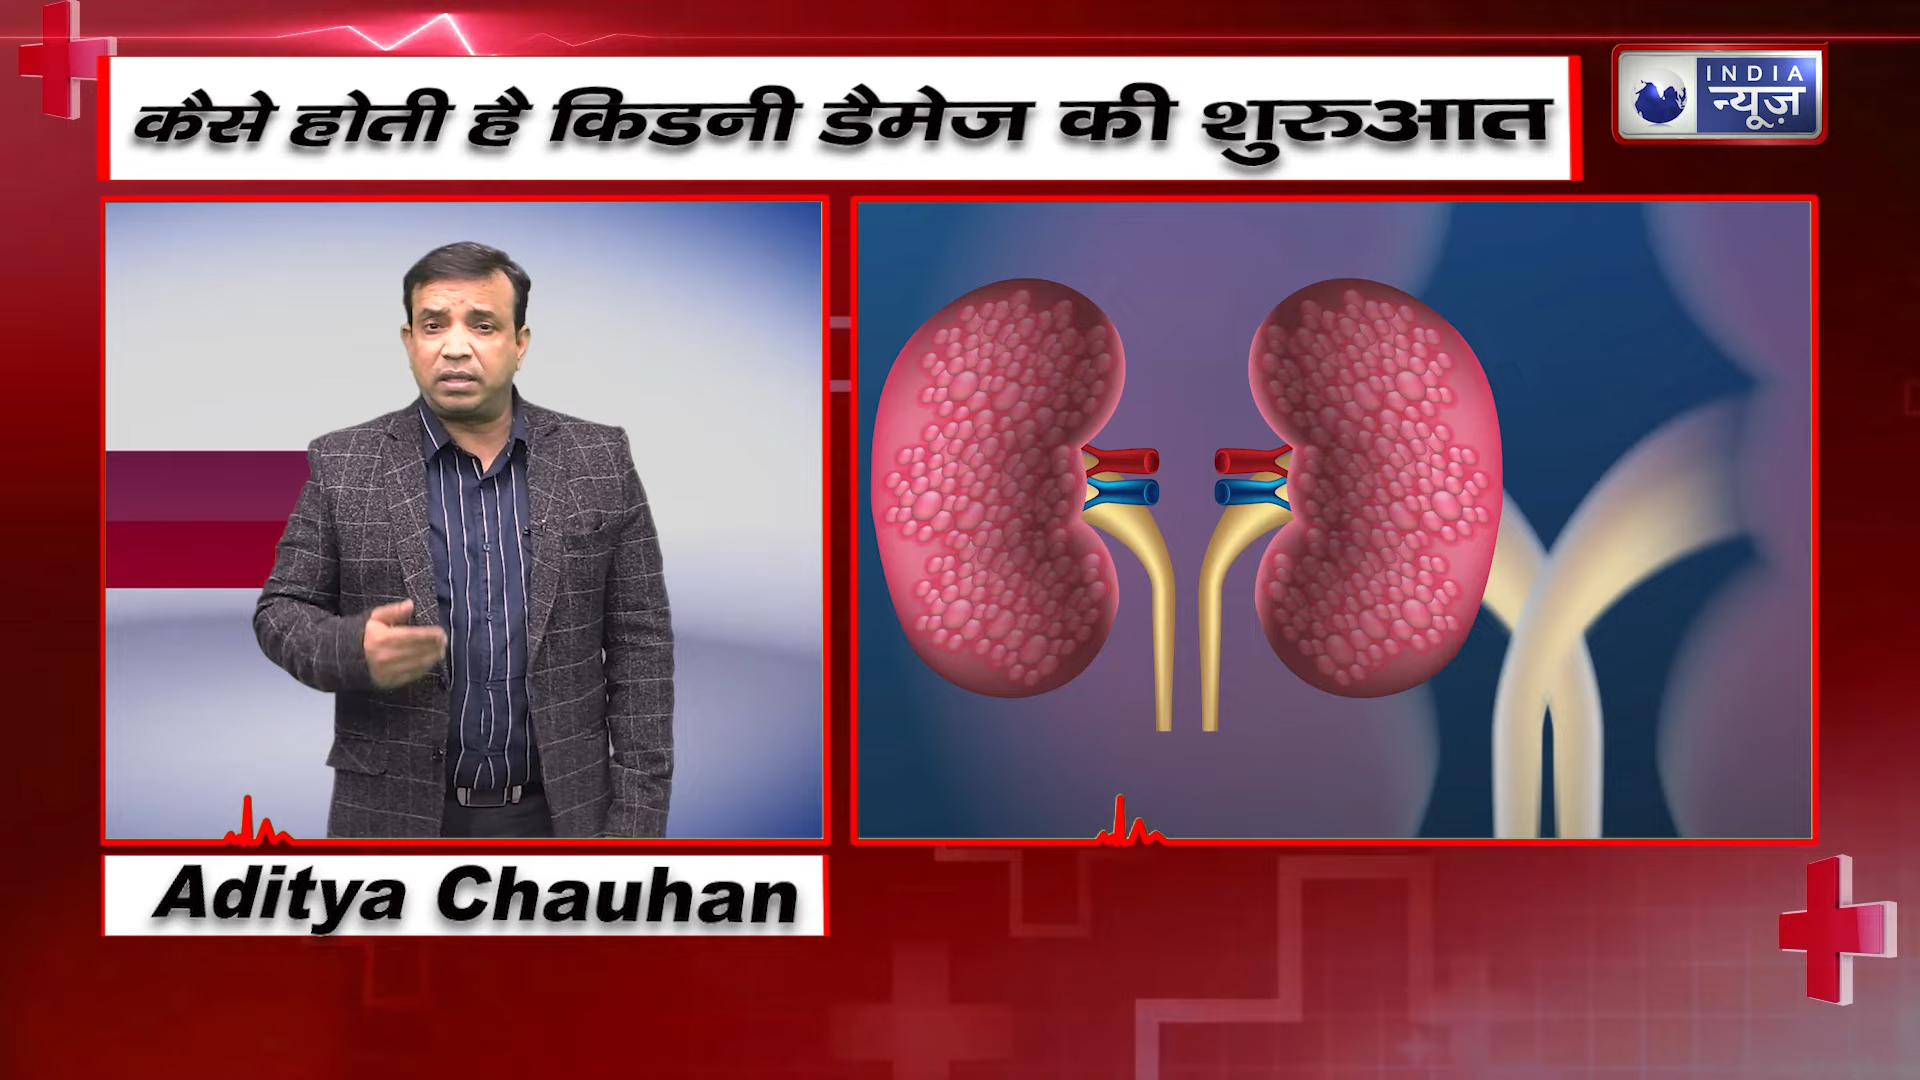 कैसे होती है किडनी डैमेज की शुरुआत
INDIA
न्यूज़
Aditya Chauhan